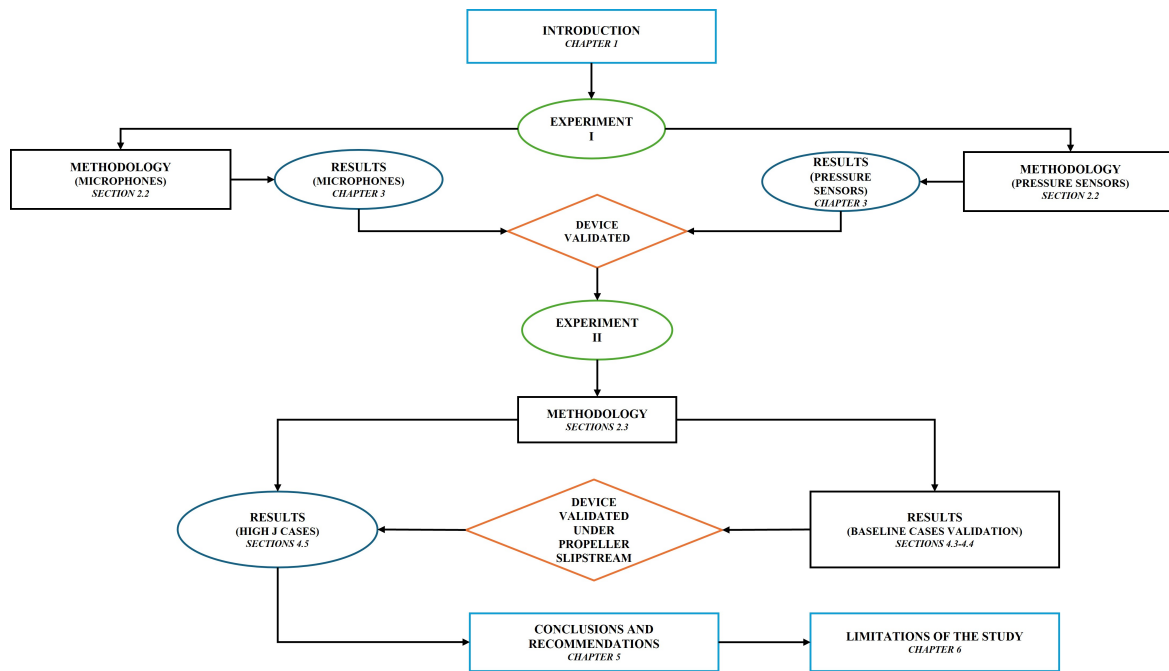 INTRODUCTION
CHAPTER 1
EXPERIMENT
I
METHODOLOGY
(MICROPHONES)
SECTION 2.2
RESULTS
(MICROPHONES)
CHAPTER 3
RESULTS
(PRESSURE
SENSORS)
CHAPTER 3
METHODOLOGY
(PRESSURE SENSORS)
SECTION 2.2
DEVICE
VALIDATED
EXPERIMENT
II
METHODOLOGY
SECTIONS 2.3
RESULTS
(HIGH J CASES)
SECTIONS 4.5
DEVICE
VALIDATED
UNDER
PROPELLER
SLIPSTREAM
RESULTS
(BASELINE CASES VALIDATION)
SECTIONS 4.3-4.4
CONCLUSIONS AND
RECOMMENDATIONS
CHAPTER 5
LIMITATIONS OF THE STUDY
CHAPTER 6